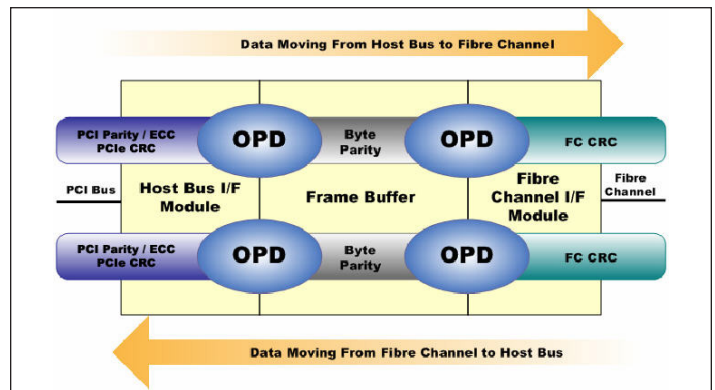 Data Moving From Host Bus to Fibre Channel
PCI Parity / ECC
PCIe CRC
OPD
Byte
Parity
OPD
FC CRC
PCI Bus
Host Bus I/F
Module
Frame Buffer
Fibre
Channel I/F
Module
Fibre
Channel
PCI Parity / ECC
PCIe CRC
OPD
Byte
Parity
OPD
FC CRC
Data Moving From Fibre Channel to Host Bus